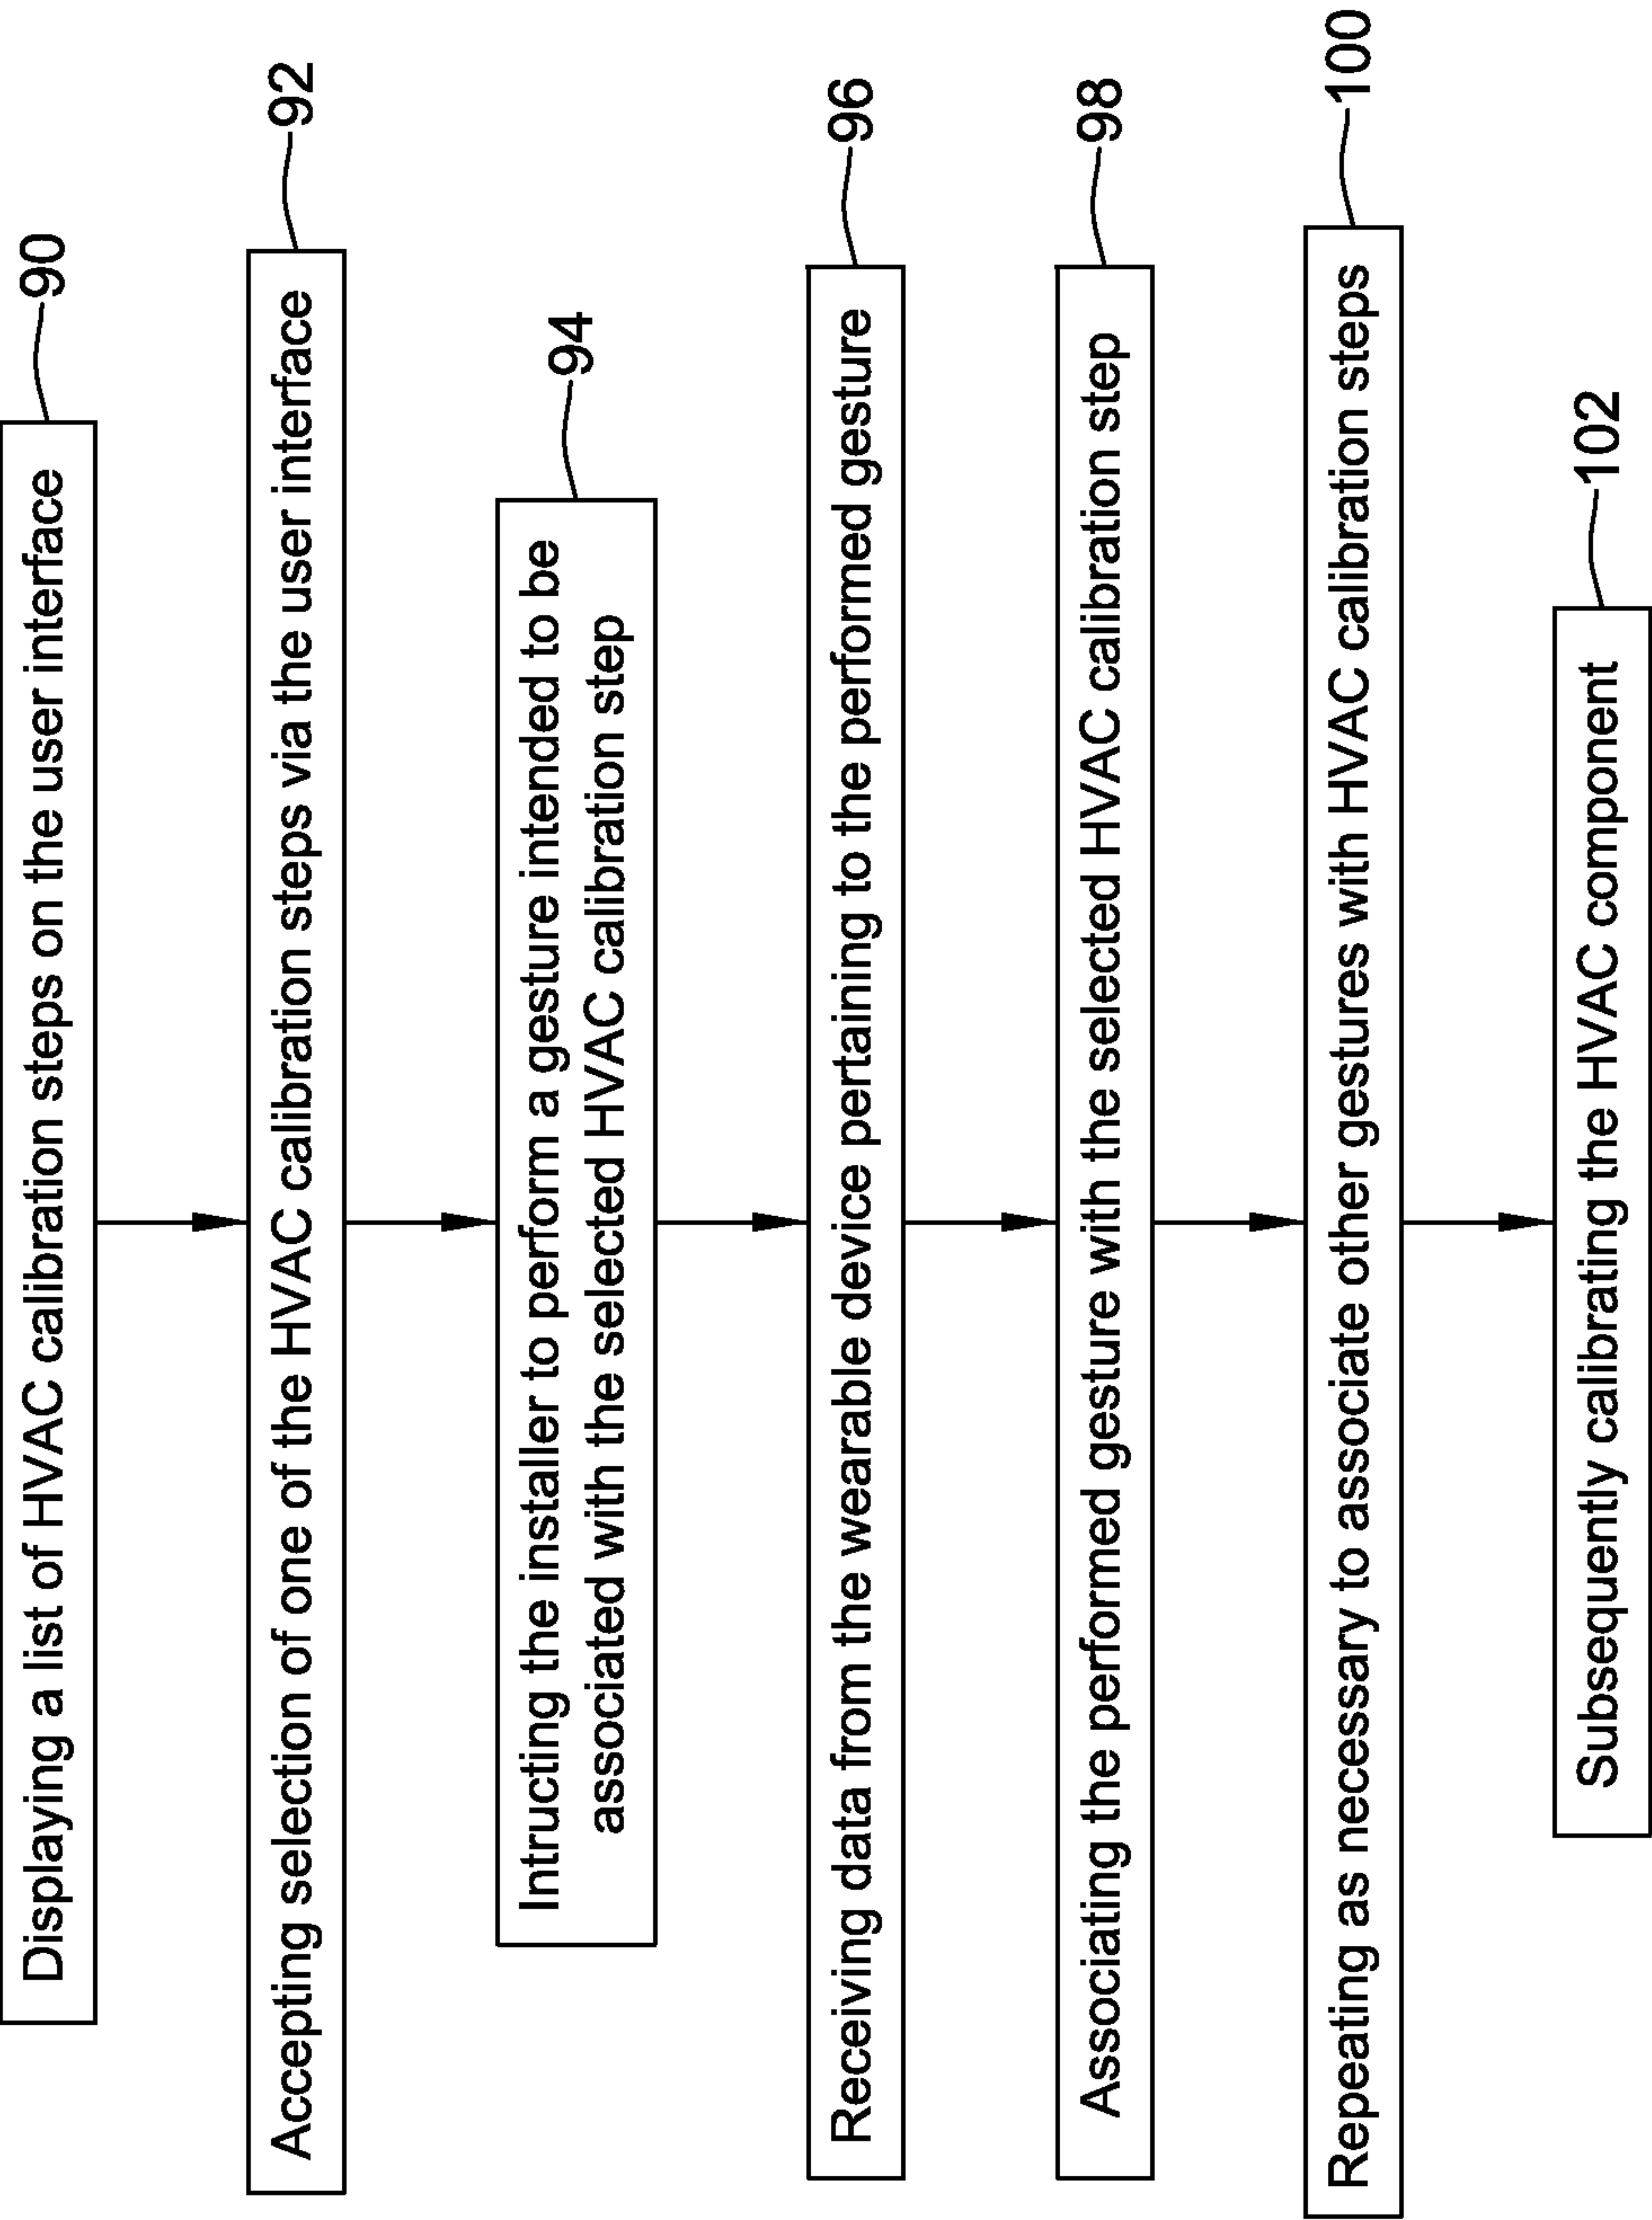 Displaying a list of HVAC calibration steps on the user interface
90
Accepting selection of one of the HVAC calibration steps via the user interface
92
Intructing the installer to perform a gesture intended to be
associated with the selected HVAC calibration step
94
Receiving data from the wearable device pertaining to the performed gesture
96
Associating the performed gesture with the selected HVAC calibration step
98
Repeating as necessary to associate other gestures with HVAC calibration steps
100
Subsequently calibrating the HVAC component
102